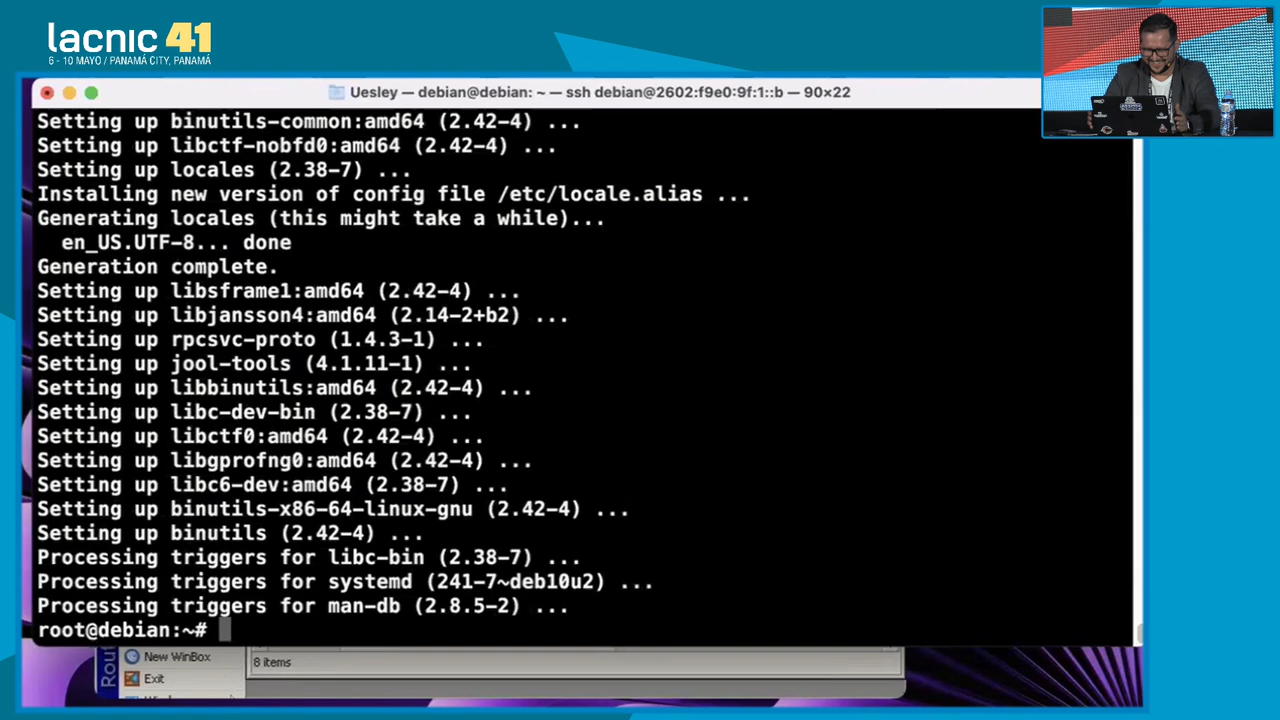 lacnic 41
6 - 10 MAYO / PANAMÁ CITY, PANAMÁ
Uesley — debian@debian: ~ — ssh debian@2602:f9e0:9f:1::b — 90×22
Setting up binutils-common:amd64 (2.42-4) ...
Setting up libctf-nobfd0:amd64 (2.42-4) ...
Setting up locales (2.38-7) ...
Installing new version of config file /etc/locale.alias ...
Generating locales (this might take a while)...
  en_US.UTF-8... done
Generation complete.
Setting up libsframe1:amd64 (2.42-4) ...
Setting up libjansson4:amd64 (2.14-2+b2) ...
Setting up rpcsvc-proto (1.4.3-1) ...
Setting up jool-tools (4.1.11-1) ...
Setting up libbinutils:amd64 (2.42-4) ...
Setting up libc-dev-bin (2.38-7) ...
Setting up libctf0:amd64 (2.42-4) ...
Setting up libgprofng0:amd64 (2.42-4) ...
Setting up libc6-dev:amd64 (2.38-7) ...
Setting up binutils-x86-64-linux-gnu (2.42-4) ...
Setting up binutils (2.42-4) ...
Processing triggers for libc-bin (2.38-7) ...
Processing triggers for systemd (241-7~deb10u2) ...
Processing triggers for man-db (2.8.5-2) ...
root@debian:~#
New WinBox
8 items
Exit